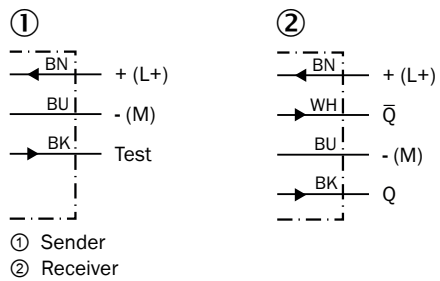 ①
BN + (L+)
BU - (M)
BK Test
②
BN + (L+)
WH Q̅
BU - (M)
BK Q
① Sender
② Receiver